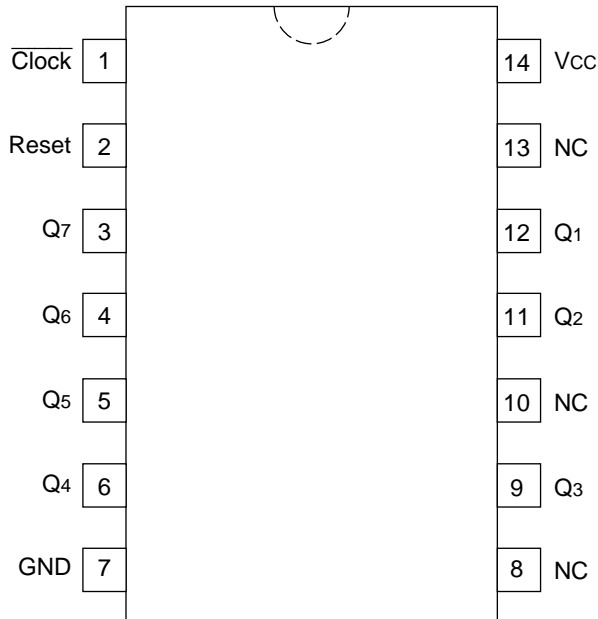 C̅l̅o̅c̅k̅ 1 14 Vcc
Reset 2 13 NC
Q7 3 12 Q1
Q6 4 11 Q2
Q5 5 10 NC
Q4 6 9 Q3
GND 7 8 NC